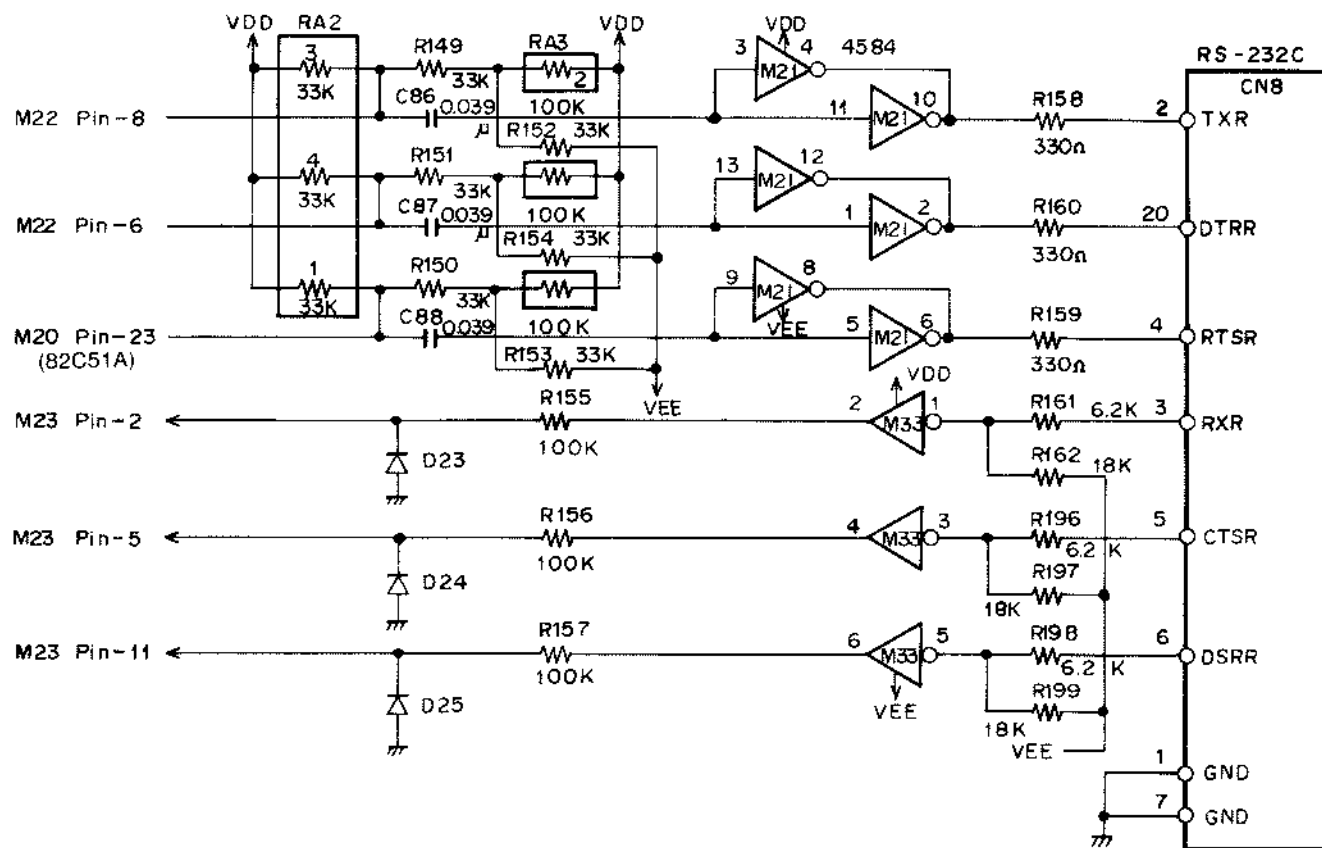 VDD RA2 VDD VDD
R149 RA3 3 4 4584
3 33K 2 M21 RS-232C
33K C86 0.039 100K 11 10 R158 CN8
M22 Pin-8 μ R152 33K M21 2 TXR
330Ω
4 R151 13 12
33K 33K M21
C87 0.039 100K 1 2 R160 20
M22 Pin-6 μ R154 33K M21 DTRR
330Ω
1 R150 9 8
33K 33K M21
C88 0.039 100K VEE 5 6 R159 4
M20 Pin-23 M21 RTSR
(82C51A) R153 33K 330Ω
VEE VDD
M23 Pin-2 R155 2 M33 1 R161 6.2K 3 RXR
100K
D23 R162 18K
M23 Pin-5 R156 4 M33 3 R196 5 CTSR
100K 6.2 K
D24 R197
18K
M23 Pin-11 R157 6 M33 5 R198 6 DSRR
100K 6.2 K
D25 VEE R199
18K
VEE
1 GND
7 GND